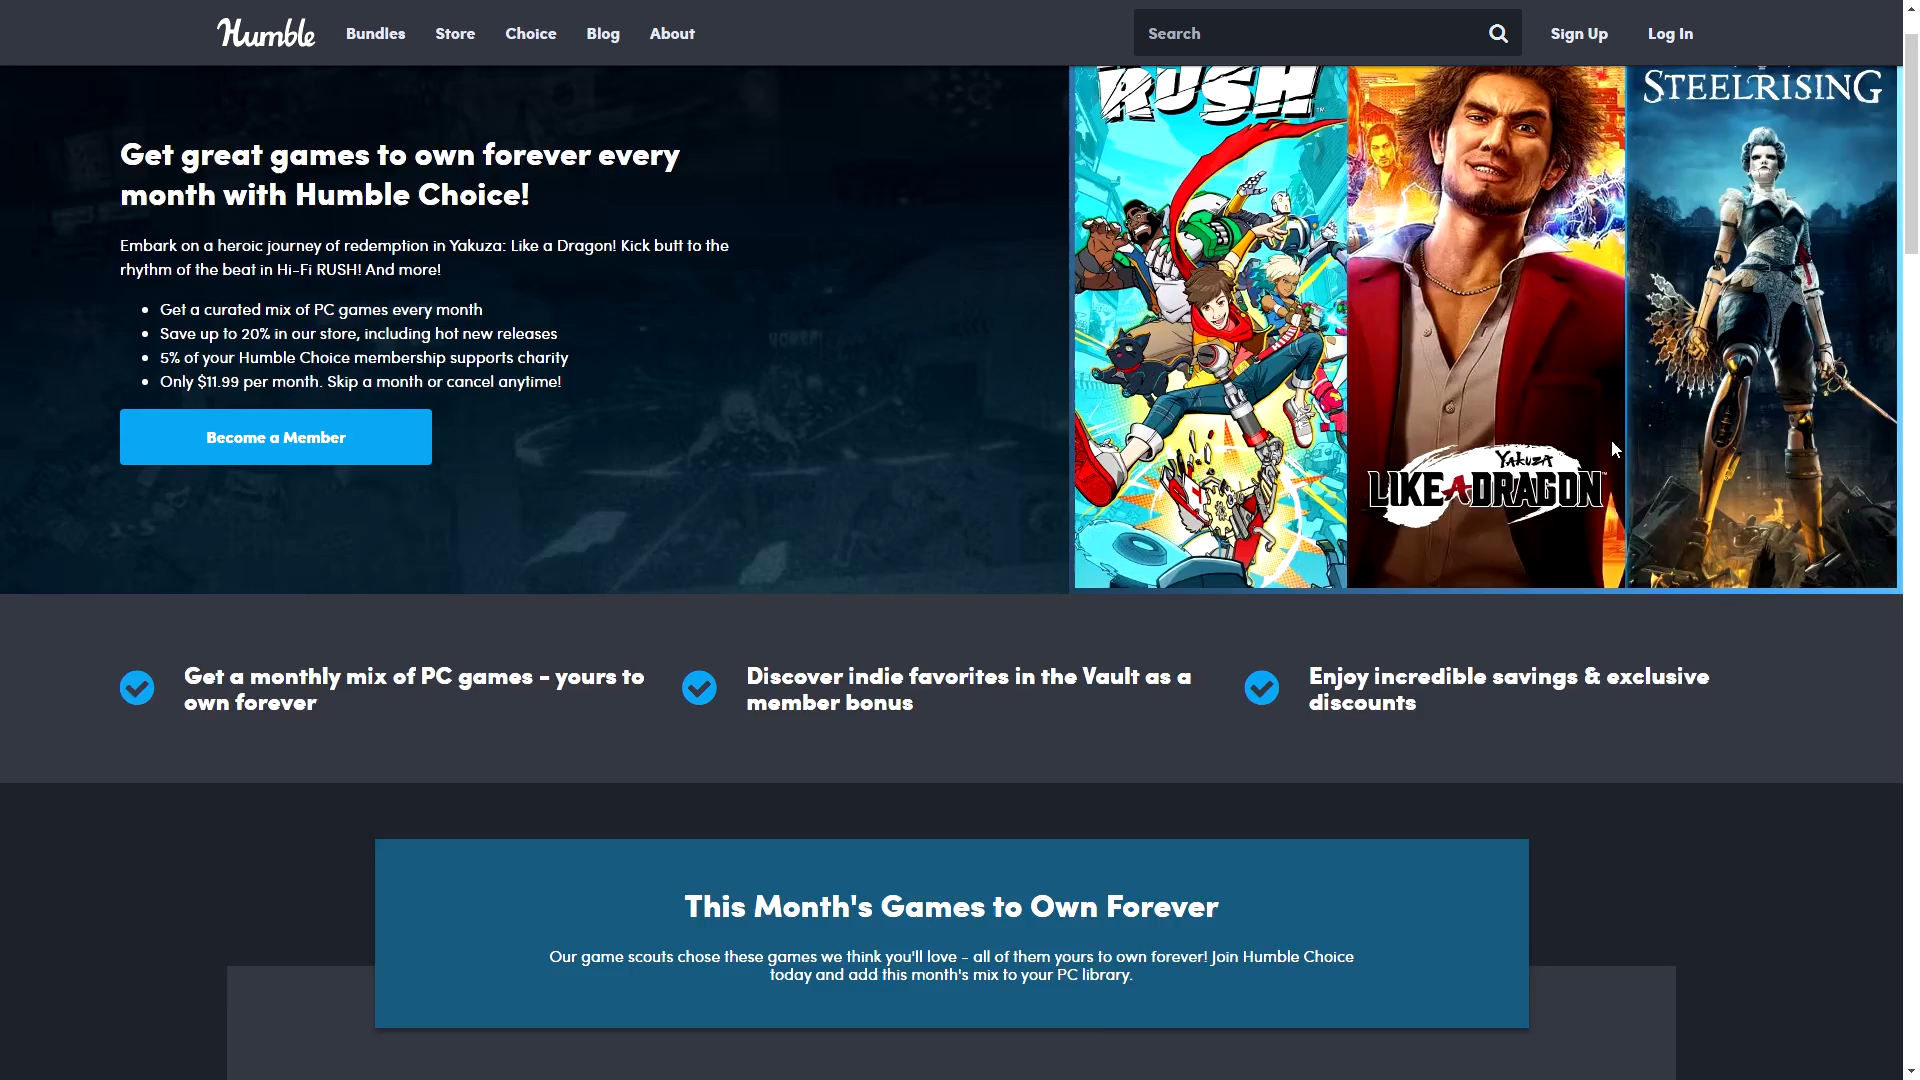 Humble
Bundles
Store
Choice
Blog
About
Search
Sign Up
Log In
Get great games to own forever every
month with Humble Choice!
Embark on a heroic journey of redemption in Yakuza: Like a Dragon! Kick butt to the
rhythm of the beat in Hi-Fi RUSH! And more!
Get a curated mix of PC games every month
Save up to 20% in our store, including hot new releases
5% of your Humble Choice membership supports charity
Only $11.99 per month. Skip a month or cancel anytime!
Become a Member
RUSH™
YAKUZA
LIKE A DRAGON™
STEELRISING
Get a monthly mix of PC games - yours to
own forever
Discover indie favorites in the Vault as a
member bonus
Enjoy incredible savings & exclusive
discounts
This Month's Games to Own Forever
Our game scouts chose these games we think you'll love - all of them yours to own forever! Join Humble Choice
today and add this month's mix to your PC library.